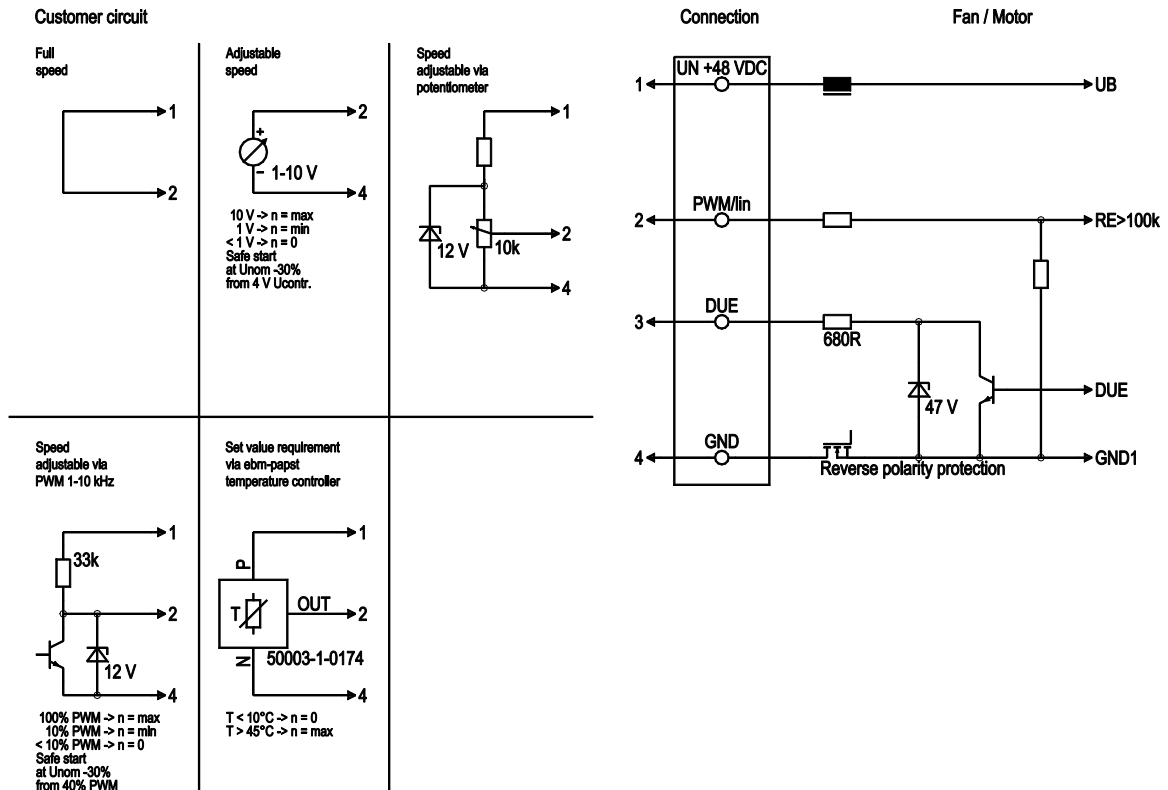 Customer circuit
Connection
Fan / Motor
Full
speed
1
2
Adjustable
speed
2
+
-
1-10 V
4
10 V -> n = max
1 V -> n = min
< 1 V -> n = 0
Safe start
at Unom -30%
from 4 V Ucontr.
Speed
adjustable via
potentiometer
1
12 V
10k
2
4
Speed
adjustable via
PWM 1-10 kHz
1
33k
2
12 V
4
100% PWM -> n = max
10% PWM -> n = min
< 10% PWM -> n = 0
Safe start
at Unom -30%
from 40% PWM
Set value requirement
via ebm-papst
temperature controller
1
P
T
OUT
2
N
50003-1-0174
4
T < 10°C -> n = 0
T > 45°C -> n = max
UN +48 VDC
1
UB
PWM/lin
2
RE>100k
DUE
3
680R
47 V
DUE
GND
4
GND1
Reverse polarity protection